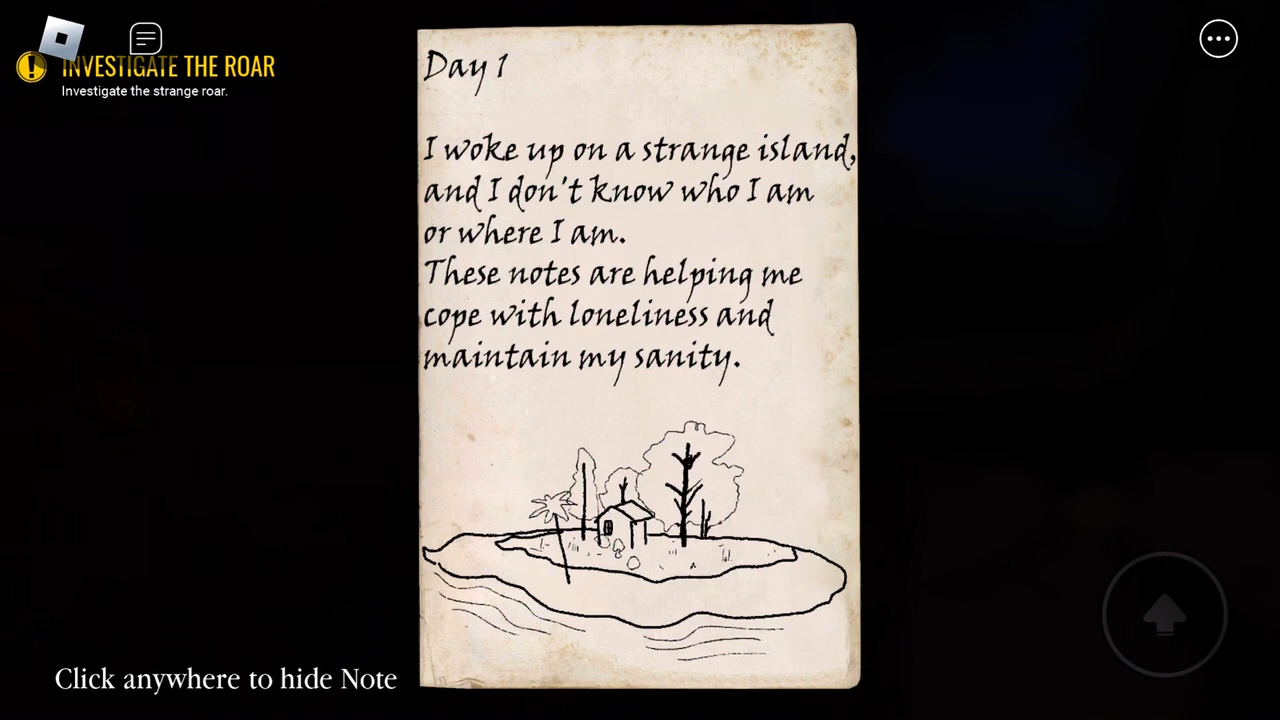 INVESTIGATE THE ROAR
Investigate the strange roar.
Day 1
I woke up on a strange island,
and I don't know who I am
or where I am.
These notes are helping me
cope with loneliness and
maintain my sanity.
Click anywhere to hide Note